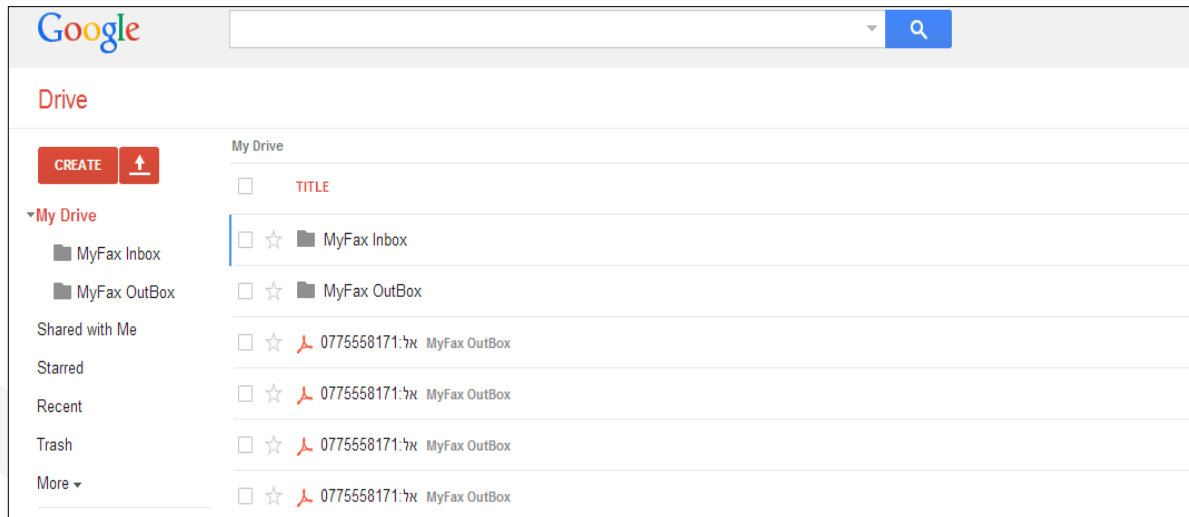 Google
Drive
CREATE
My Drive
MyFax Inbox
MyFax OutBox
Shared with Me
Starred
Recent
Trash
More
My Drive
TITLE
MyFax Inbox
MyFax OutBox
אל:0775558171 MyFax OutBox
אל:0775558171 MyFax OutBox
אל:0775558171 MyFax OutBox
אל:0775558171 MyFax OutBox